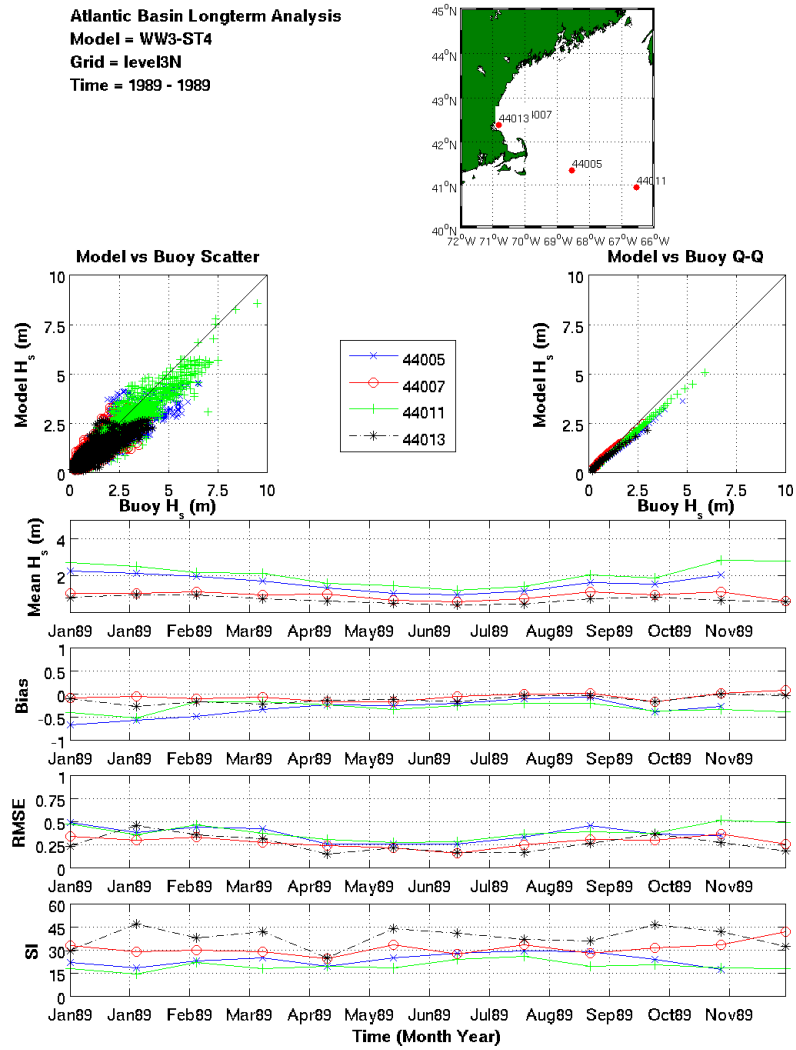 Atlantic Basin Longterm Analysis
Model = WW3-ST4
Grid = level3N
Time = 1989 - 1989
45°N
44°N
43°N
42°N
41°N
40°N
72°W 71°W 70°W 69°W 68°W 67°W 66°W
44013 I007
44005
44011
Model vs Buoy Scatter
Model Hs (m)
10
7.5
5
2.5
0
0 2.5 5 7.5 10
Buoy Hs (m)
44005
44007
44011
44013
Model vs Buoy Q-Q
Model Hs (m)
10
7.5
5
2.5
0
0 2.5 5 7.5 10
Buoy Hs (m)
Mean Hs (m)
4
2
Jan89 Jan89 Feb89 Mar89 Apr89 May89 Jun89 Jul89 Aug89 Sep89 Oct89 Nov89
Bias
1
0.5
0
-0.5
-1
Jan89 Jan89 Feb89 Mar89 Apr89 May89 Jun89 Jul89 Aug89 Sep89 Oct89 Nov89
RMSE
1
0.75
0.5
0.25
0
Jan89 Jan89 Feb89 Mar89 Apr89 May89 Jun89 Jul89 Aug89 Sep89 Oct89 Nov89
SI
60
45
30
15
0
Jan89 Jan89 Feb89 Mar89 Apr89 May89 Jun89 Jul89 Aug89 Sep89 Oct89 Nov89
Time (Month Year)